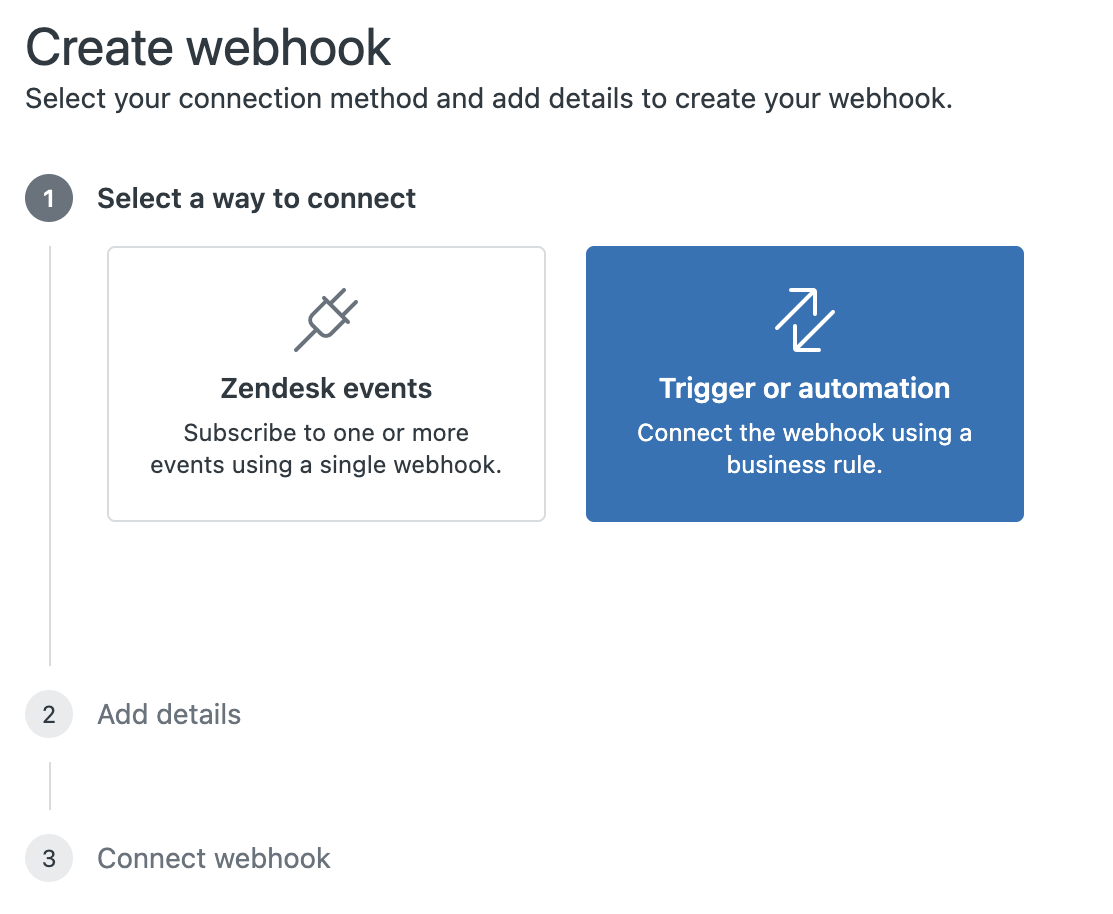 Create webhook
Select your connection method and add details to create your webhook.
1 Select a way to connect
Zendesk events
Subscribe to one or more
events using a single webhook.
Trigger or automation
Connect the webhook using a
business rule.
2 Add details
3 Connect webhook